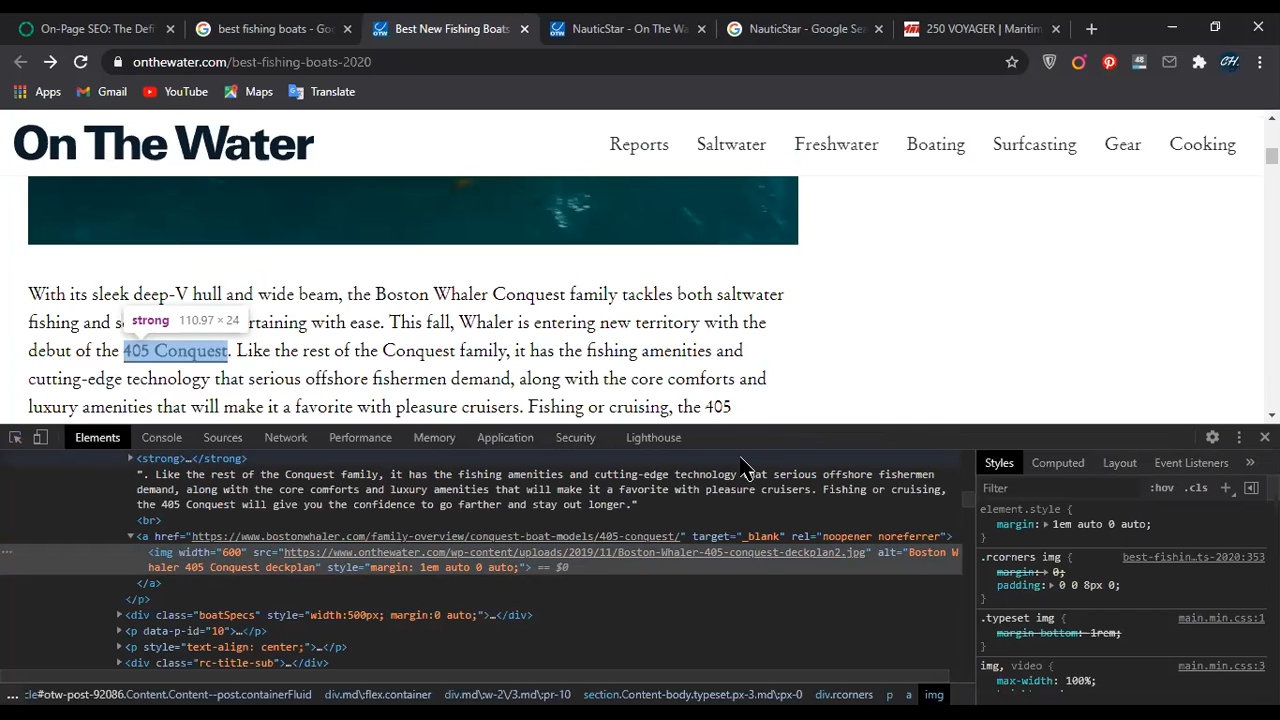 On-Page SEO: The Defi
best fishing boats - Goo
Best New Fishing Boats
NauticStar - On The Wa
NauticStar - Google Sea
250 VOYAGER | Maritim
onthewater.com/best-fishing-boats-2020
48
Apps
Gmail
YouTube
Maps
Translate
On The Water
Reports
Saltwater
Freshwater
Boating
Surfcasting
Gear
Cooking
With its sleek deep-V hull and wide beam, the Boston Whaler Conquest family tackles both saltwater
fishing and s
ertaining with ease. This fall, Whaler is entering new territory with the
strong 110.97 × 24
debut of the 405 Conquest. Like the rest of the Conquest family, it has the fishing amenities and
cutting-edge technology that serious offshore fishermen demand, along with the core comforts and
luxury amenities that will make it a favorite with pleasure cruisers. Fishing or cruising, the 405
Elements
Console
Sources
Network
Performance
Memory
Application
Security
Lighthouse
<strong>…</strong>
". Like the rest of the Conquest family, it has the fishing amenities and cutting-edge technology that serious offshore fishermen
demand, along with the core comforts and luxury amenities that will make it a favorite with pleasure cruisers. Fishing or cruising,
the 405 Conquest will give you the confidence to go farther and stay out longer."
<br>
<a href="https://www.bostonwhaler.com/family-overview/conquest-boat-models/405-conquest/" target="_blank" rel="noopener noreferrer">
<img width="600" src="https://www.onthewater.com/wp-content/uploads/2019/11/Boston-Whaler-405-conquest-deckplan2.jpg" alt="Boston W
haler 405 Conquest deckplan" style="margin: 1em auto 0 auto;"> == $0
</a>
</p>
<div class="boatSpecs" style="width:500px; margin:0 auto;">…</div>
<p data-p-id="10">…</p>
<p style="text-align: center;">…</p>
<div class="rc-title-sub">…</div>
... :cle#otw-post-92086.Content.Content--post.containerFluid div.md\:flex.container div.md\:w-2\/3.md\:pr-10 section.Content-body.typeset.px-3.md\:px-0 div.rcorners p a img
Styles
Computed
Layout
Event Listeners
Filter
:hov .cls
element.style {
margin: 1em auto 0 auto;
}
.rcorners img best-fishin…ts-2020:353
{
margin: 0;
padding: 0 0 8px 0;
}
.typeset img { main.min.css:1
margin-bottom: 1rem;
}
img, video { main.min.css:3
max-width: 100%;